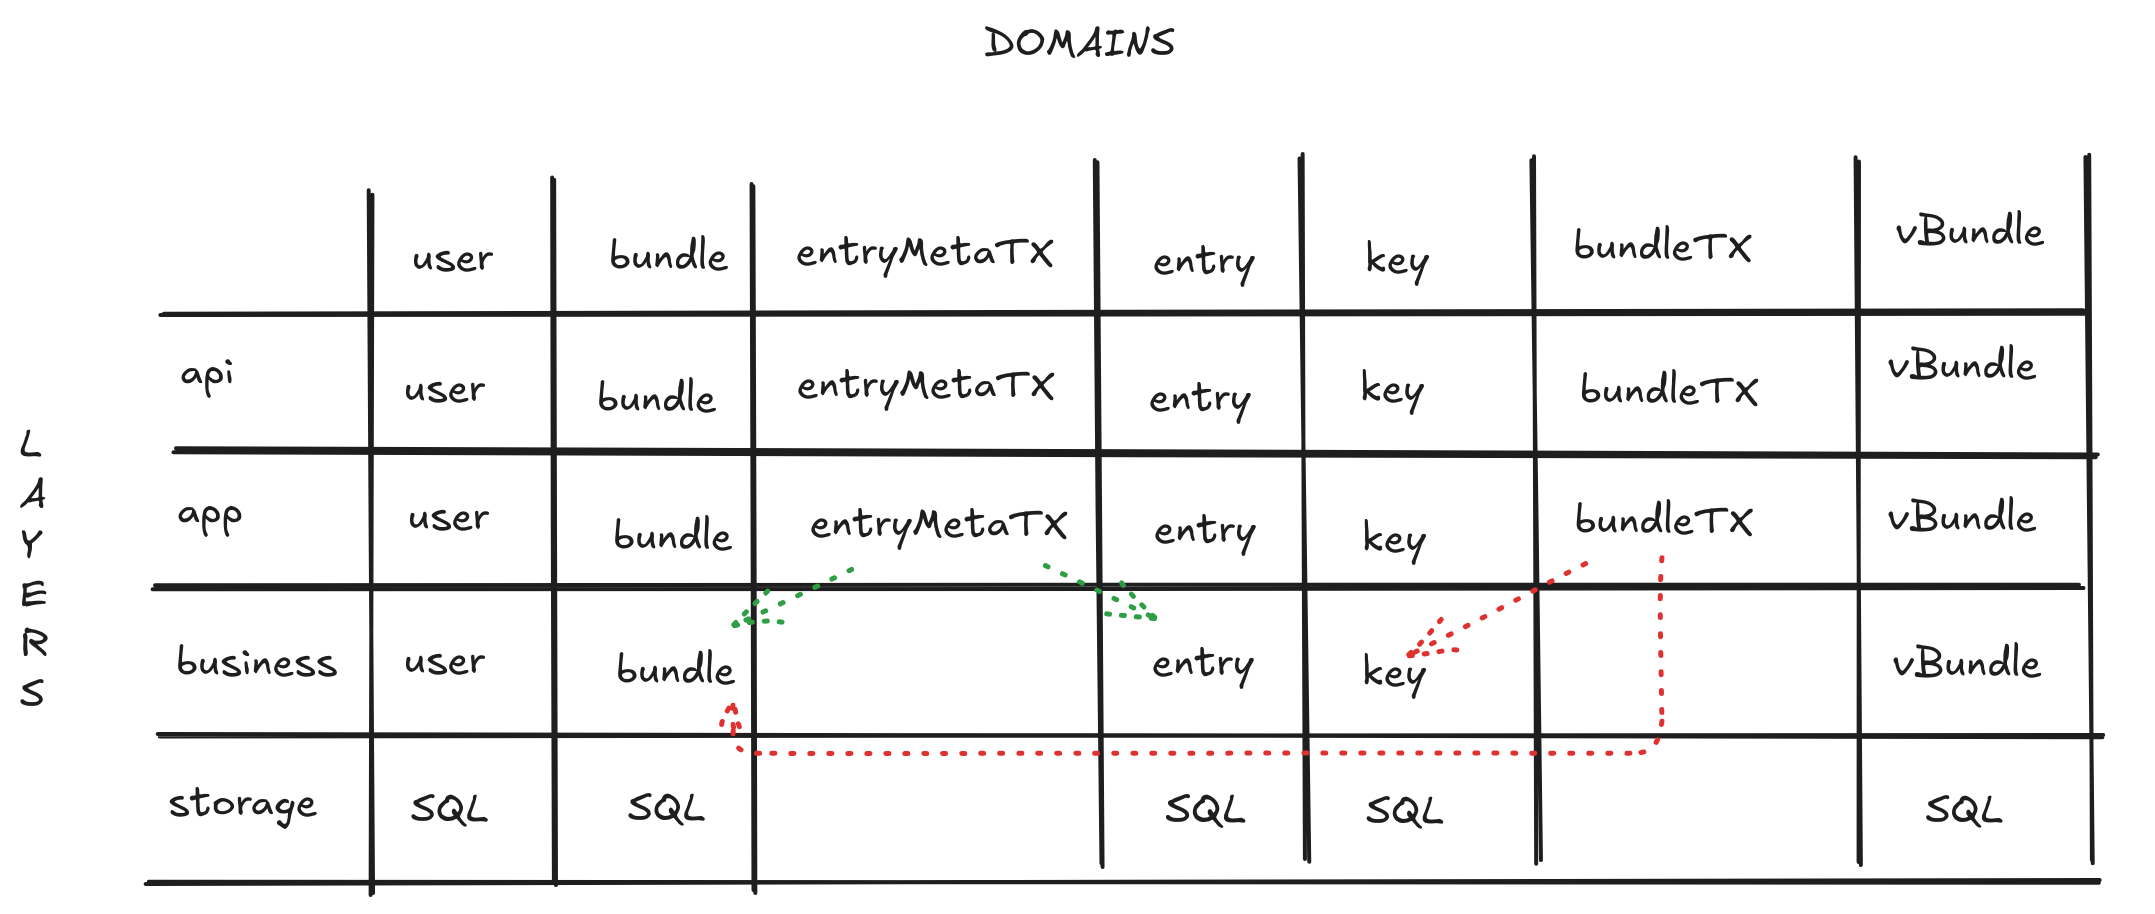 DOMAINS
user bundle entryMetaTX entry key bundleTX vBundle
api user bundle entryMetaTX entry key bundleTX vBundle
app user bundle entryMetaTX entry key bundleTX vBundle
business user bundle entry key vBundle
storage SQL SQL SQL SQL SQL
L
A
Y
E
R
S